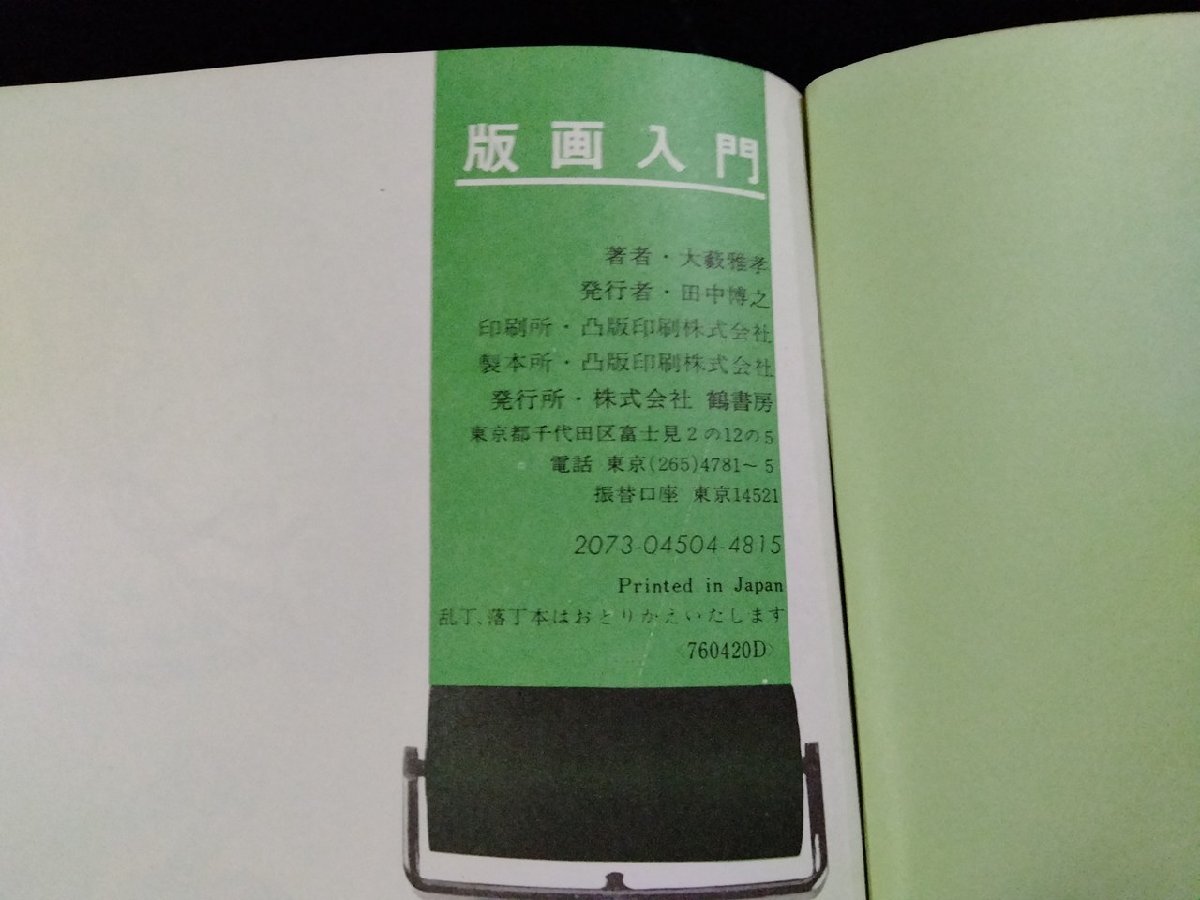 版画入門
著者・大藪雅孝
発行者・田中博之
印刷所・凸版印刷株式会社
製本所・凸版印刷株式会社
発行所・株式会社 鶴書房
東京都千代田区富士見2の12の5
電話 東京(265)4781～5
振替口座 東京14521
2073-04504-4815
Printed in Japan
乱丁、落丁本はおとりかえいたします
〈760420D〉